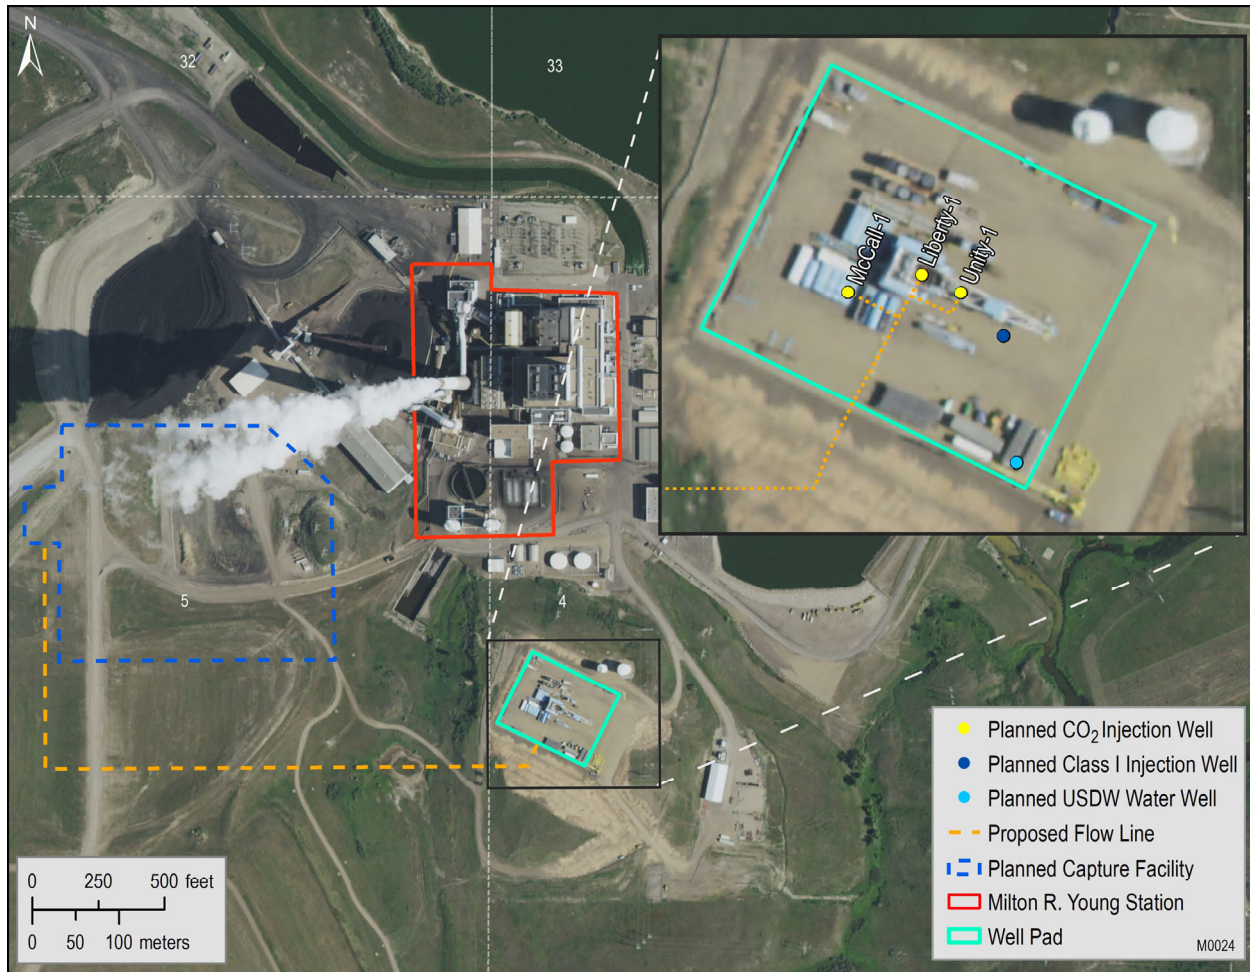 N
32
33
McCall-1
Liberty-1
Unity-1
5
4
0 250 500 feet
0 50 100 meters
Planned CO₂ Injection Well
Planned Class I Injection Well
Planned USDW Water Well
Proposed Flow Line
Planned Capture Facility
Milton R. Young Station
Well Pad
M0024